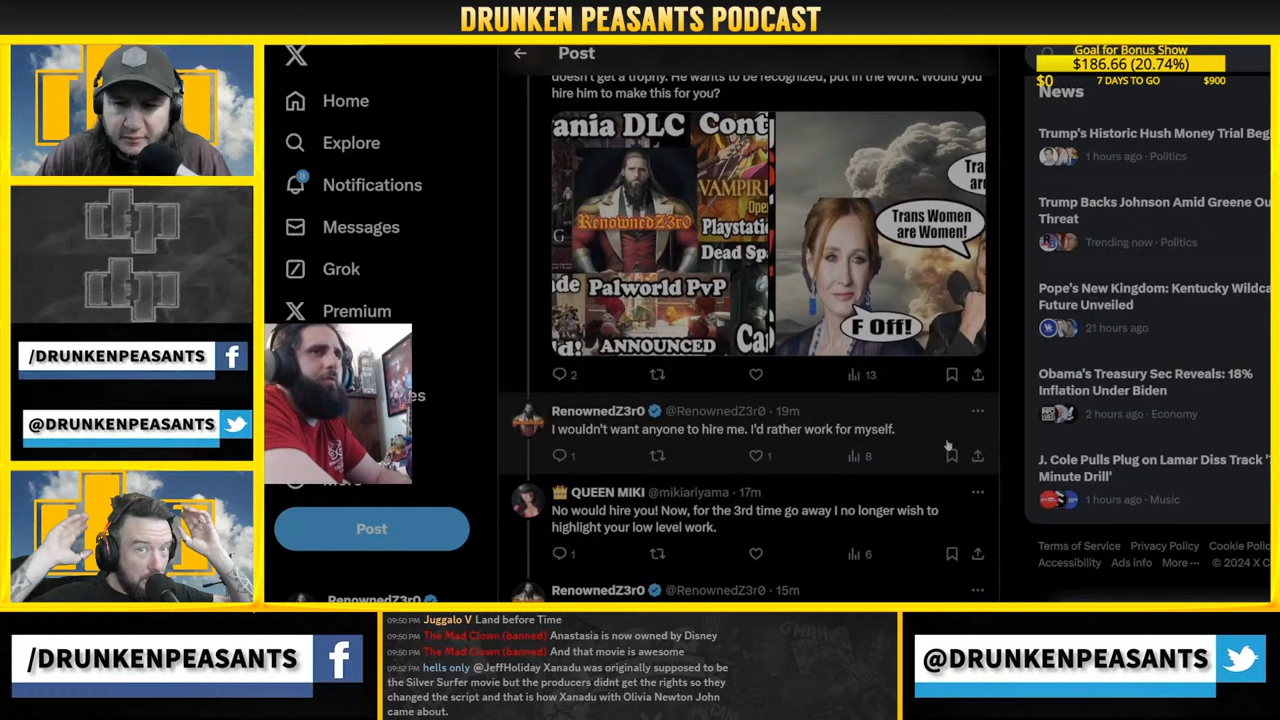 DRUNKEN PEASANTS PODCAST
Home
Explore
8
Notifications
Messages
Grok
Premium
Post
RenownedZ3r0
Post
doesn't get a trophy. He wants to be recognized, put in the work. Would you
hire him to make this for you?
ania DLC
Cont
VAMPIRE
RenownedZ3r0
Playstatio
Dead Sp
Palworld PvP
ANNOUNCED
Trans Women
are Women!
F Off!
2
13
RenownedZ3r0 @RenownedZ3r0 · 19m
I wouldn't want anyone to hire me. I'd rather work for myself.
1
1
8
QUEEN MIKI @mikiariyama · 17m
No would hire you! Now, for the 3rd time go away I no longer wish to
highlight your low level work.
1
6
RenownedZ3r0 @RenownedZ3r0 · 15m
Goal for Bonus Show
$186.66 (20.74%)
$0
7 DAYS TO GO
$900
News
Trump's Historic Hush Money Trial Beg
1 hours ago · Politics
Trump Backs Johnson Amid Greene Ou
Threat
Trending now · Politics
Pope's New Kingdom: Kentucky Wildca
Future Unveiled
21 hours ago
Obama's Treasury Sec Reveals: 18%
Inflation Under Biden
2 hours ago · Economy
J. Cole Pulls Plug on Lamar Diss Track '7
Minute Drill'
1 hours ago · Music
Terms of Service Privacy Policy Cookie Polic
Accessibility Ads info More ··· © 2024 X C
/DRUNKENPEASANTS
@DRUNKENPEASANTS
/DRUNKENPEASANTS
09:50 PM Juggalo V Land before Time
09:50 PM The Mad Clown (banned) Anastasia is now owned by Disney
09:50 PM The Mad Clown (banned) And that movie is awesome
09:52 PM hells only @JeffHoliday Xanadu was originally supposed to be
the Silver Surfer movie but the producers didnt get the rights so they
changed the script and that is how Xanadu with Olivia Newton John
came about.
@DRUNKENPEASANTS